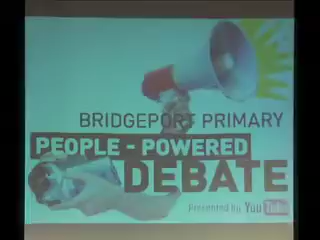 BRIDGEPORT PRIMARY
PEOPLE - POWERED
DEBATE
Presented by YouTube